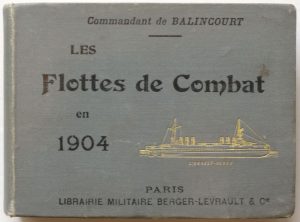 Commandant de BALINCOURT
LES
Flottes de Combat
en
1904
PARIS
LIBRAIRIE MILITAIRE BERGER-LEVRAULT & Cie